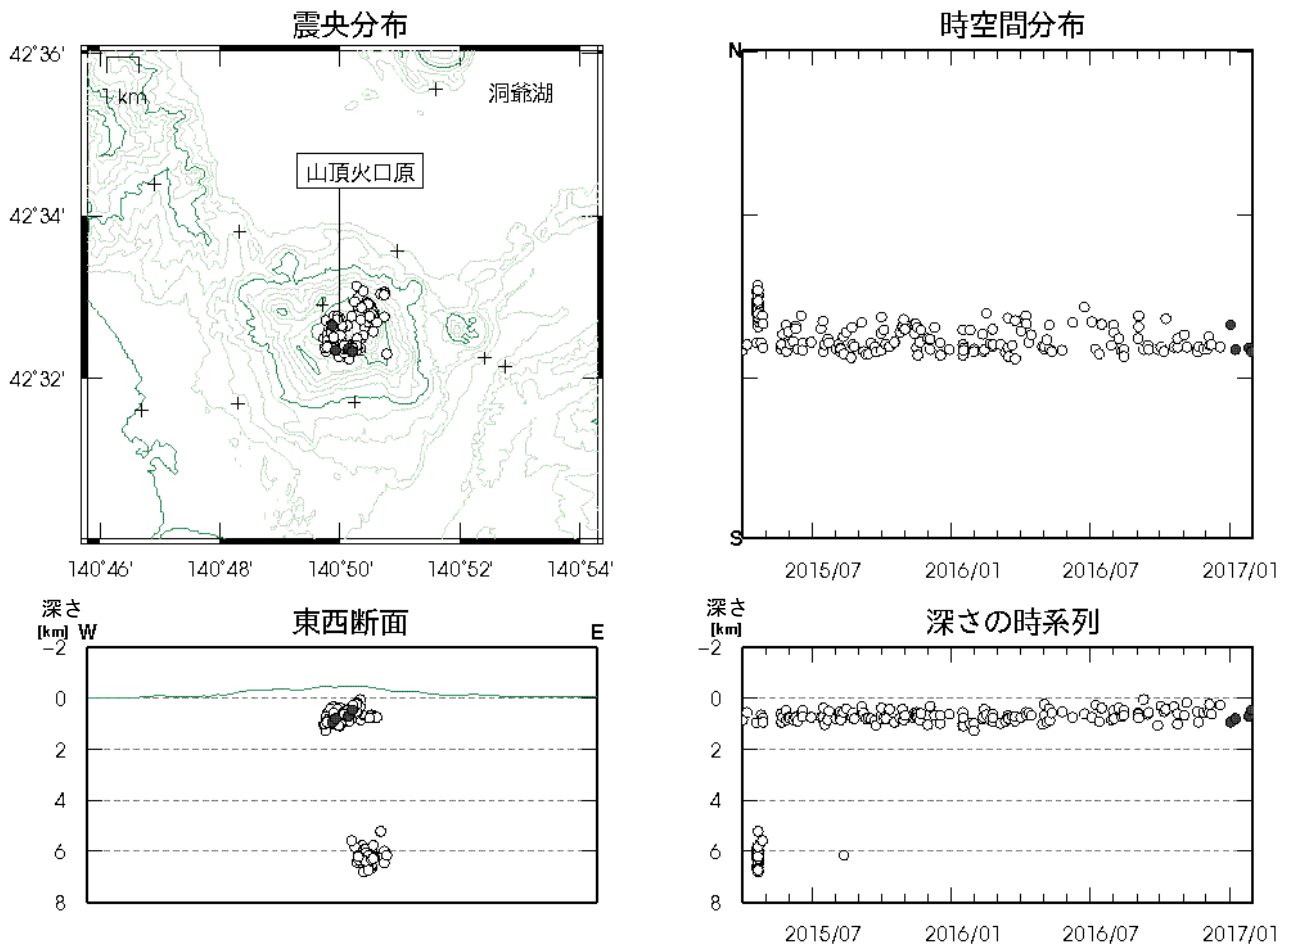 震央分布
42°36'
42°34'
42°32'
1 km
洞爺湖
山頂火口原
140°46'
140°48'
140°50'
140°52'
140°54'
時空間分布
N
S
2015/07
2016/01
2016/07
2017/01
東西断面
深さ
[km]
W
E
-2
0
2
4
6
8
深さの時系列
深さ
[km]
-2
0
2
4
6
8
2015/07
2016/01
2016/07
2017/01